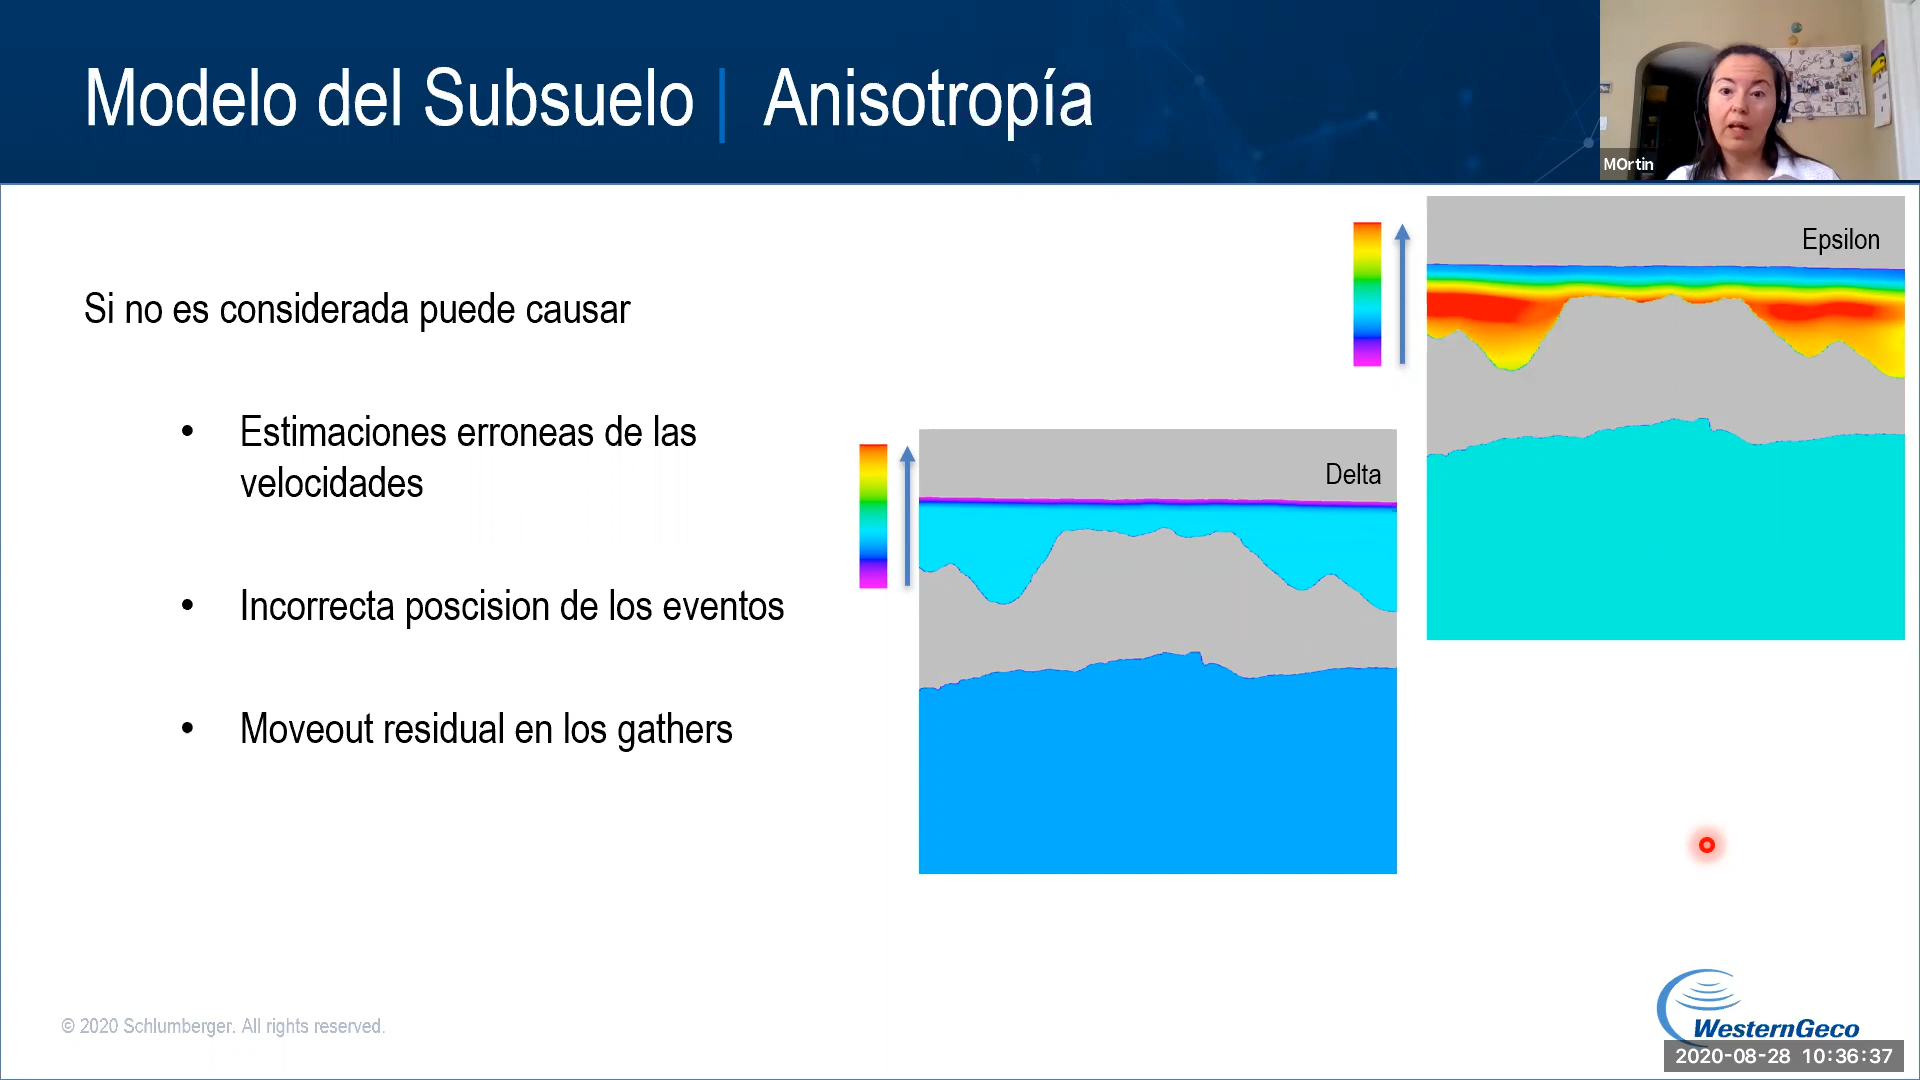 Modelo del Subsuelo | Anisotropía
MOrtin
Si no es considerada puede causar
• Estimaciones erroneas de las
velocidades
• Incorrecta poscision de los eventos
• Moveout residual en los gathers
Epsilon
Delta
© 2020 Schlumberger. All rights reserved.
WesternGeco
2020-08-28 10:36:37